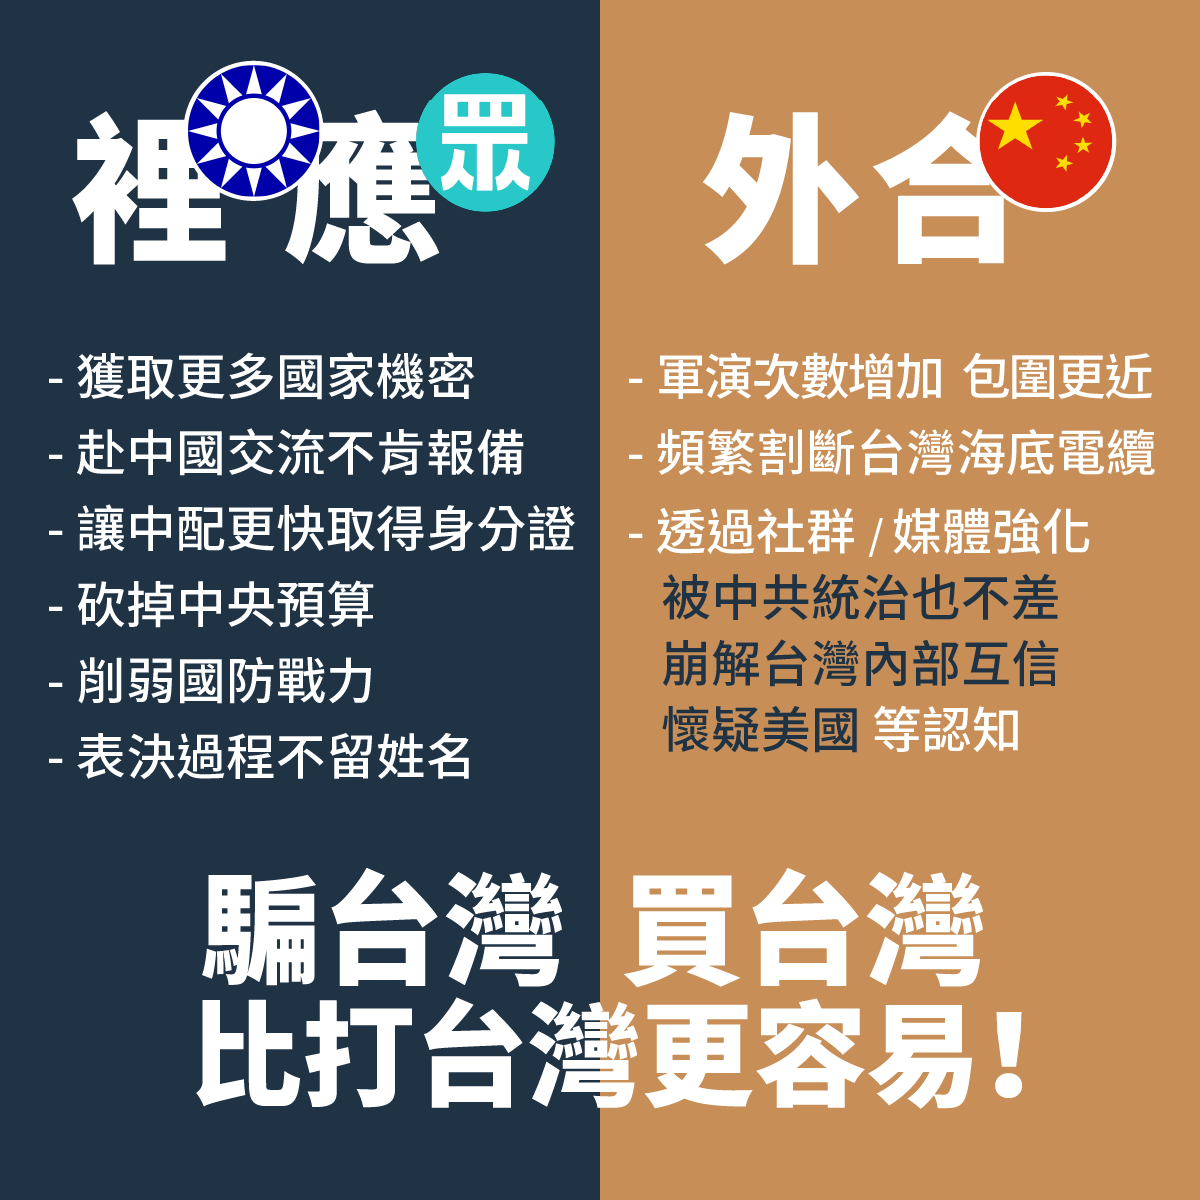 裡應
眾
外合
- 獲取更多國家機密
- 赴中國交流不肯報備
- 讓中配更快取得身分證
- 砍掉中央預算
- 削弱國防戰力
- 表決過程不留姓名
- 軍演次數增加 包圍更近
- 頻繁割斷台灣海底電纜
- 透過社群 / 媒體強化
被中共統治也不差
崩解台灣內部互信
懷疑美國 等認知
騙台灣 買台灣
比打台灣更容易!